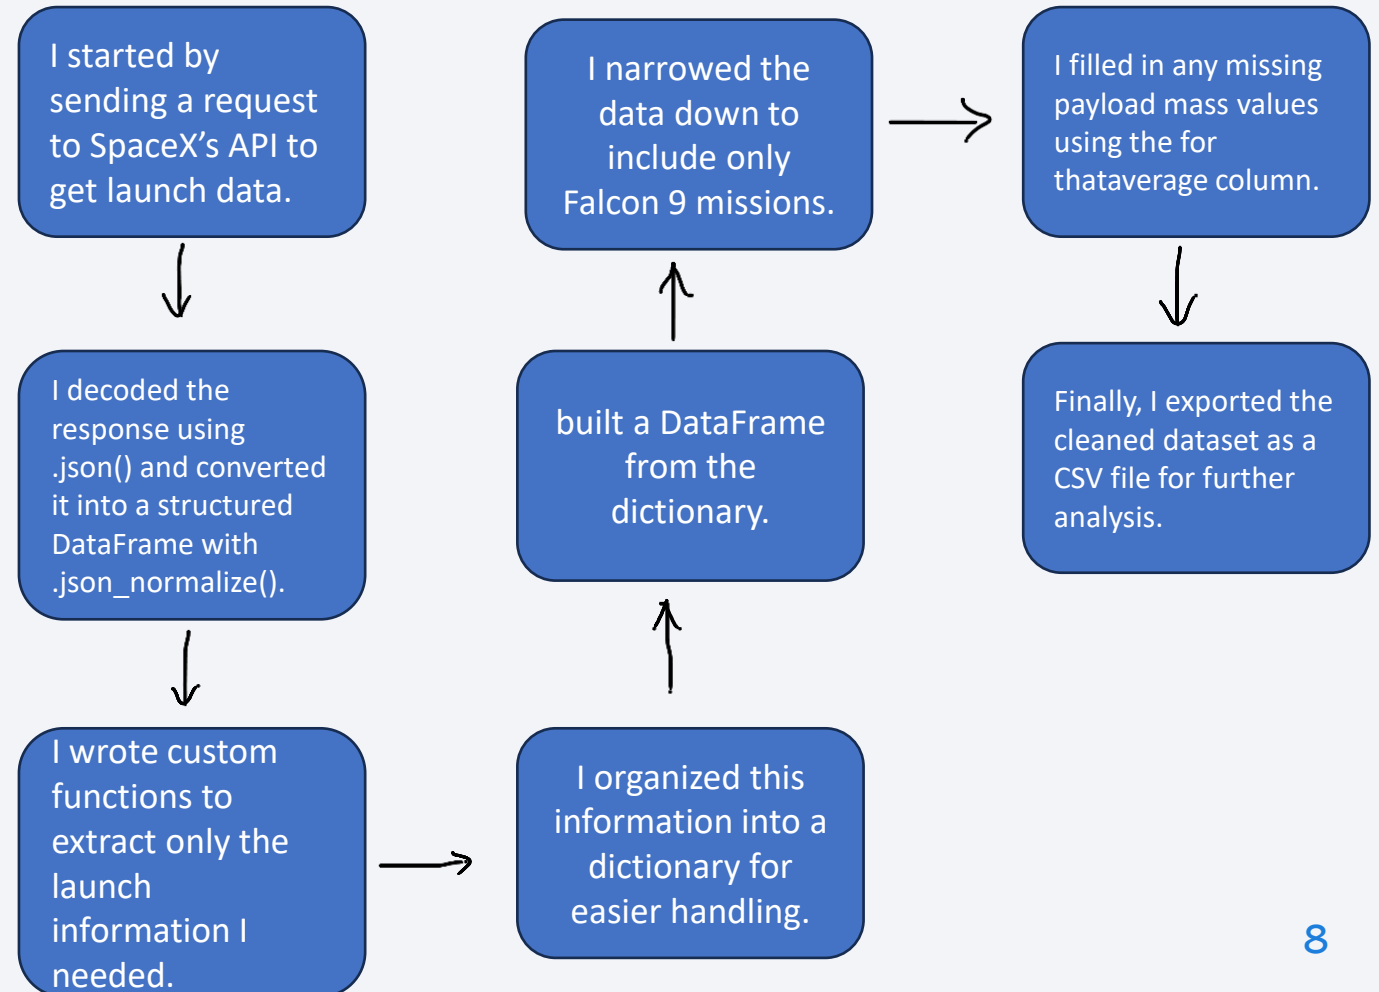 I started by
sending a request
to SpaceX’s API to
get launch data.
I decoded the
response using
.json() and converted
it into a structured
DataFrame with
.json_normalize().
I wrote custom
functions to
extract only the
launch
information I
needed.
I organized this
information into a
dictionary for
easier handling.
built a DataFrame
from the
dictionary.
I narrowed the
data down to
include only
Falcon 9 missions.
I filled in any missing
payload mass values
using the for
thataverage column.
Finally, I exported the
cleaned dataset as a
CSV file for further
analysis.
8